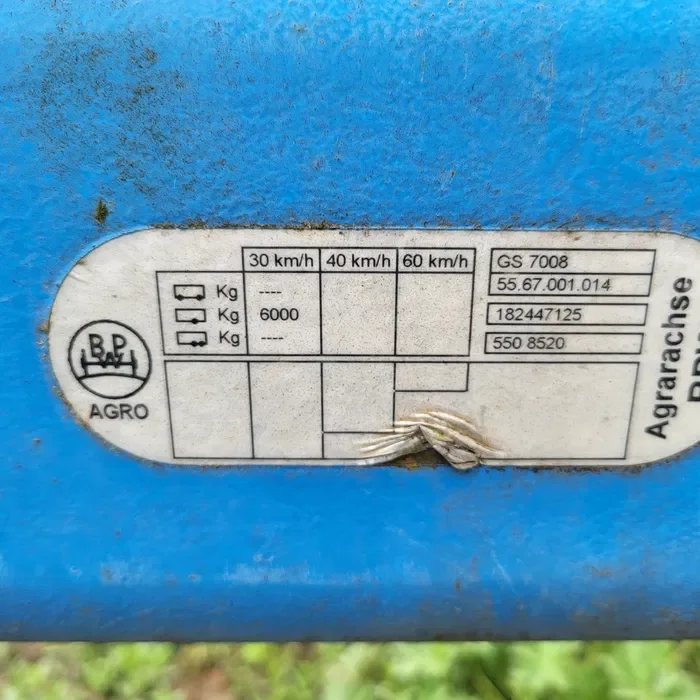 30 km/h 40 km/h 60 km/h
Kg ----
Kg 6000
Kg ----
GS 7008
55.67.001.014
182447125
550 8520
BPW
AGRO
Agrarachse